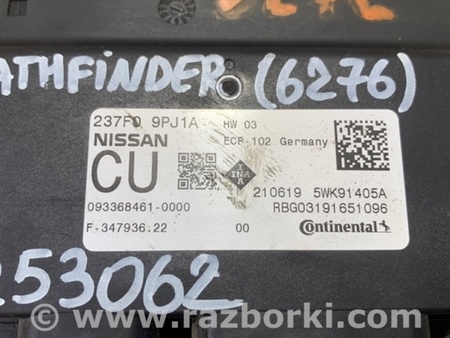 ATHFINDER (6276)
237F0 9PJ1A HW 03
NISSAN ECP-102 Germany
CU
INA
210619 5WK91405A
093368461-0000 RBG03191651096
F-347936.22 00 Continental
253062
www.razborki.com